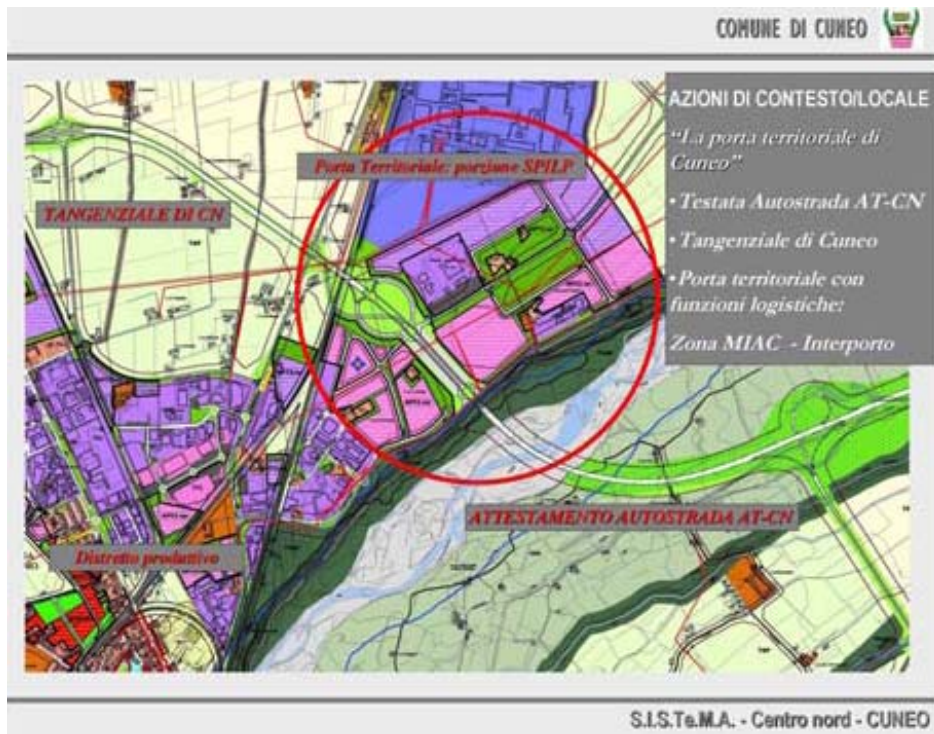 COMUNE DI CUNEO
AZIONI DI CONTESTO/LOCALE
"La porta territoriale di
Cuneo"
• Testata Autostrada AT-CN
• Tangenziale di Cuneo
• Porta territoriale con
funzioni logistiche:
Zona MIAC - Interporto
Porta Territoriale: porzione SPILP
TANGENZIALE DI CN
ATTESTAMENTO AUTOSTRADA AT-CN
Distretto produttivo
S.I.S.Te.M.A. - Centro nord - CUNEO